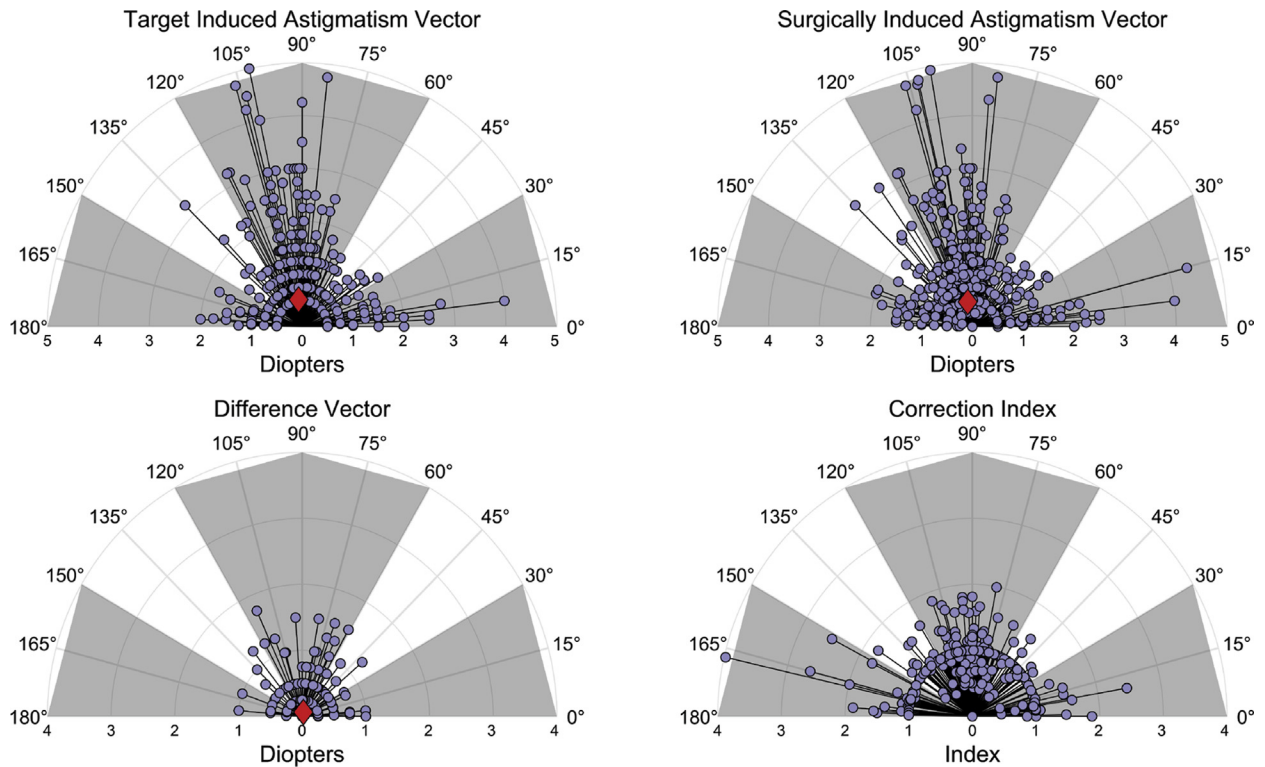 Target Induced Astigmatism Vector
90°
105° 75°
120° 60°
135° 45°
150° 30°
165° 15°
180° 0°
5 4 3 2 1 0 1 2 3 4 5
Diopters
Surgically Induced Astigmatism Vector
90°
105° 75°
120° 60°
135° 45°
150° 30°
165° 15°
180° 0°
5 4 3 2 1 0 1 2 3 4 5
Diopters
Difference Vector
90°
105° 75°
120° 60°
135° 45°
150° 30°
165° 15°
180° 0°
4 3 2 1 0 1 2 3 4
Diopters
Correction Index
90°
105° 75°
120° 60°
135° 45°
150° 30°
165° 15°
180° 0°
4 3 2 1 0 1 2 3 4
Index